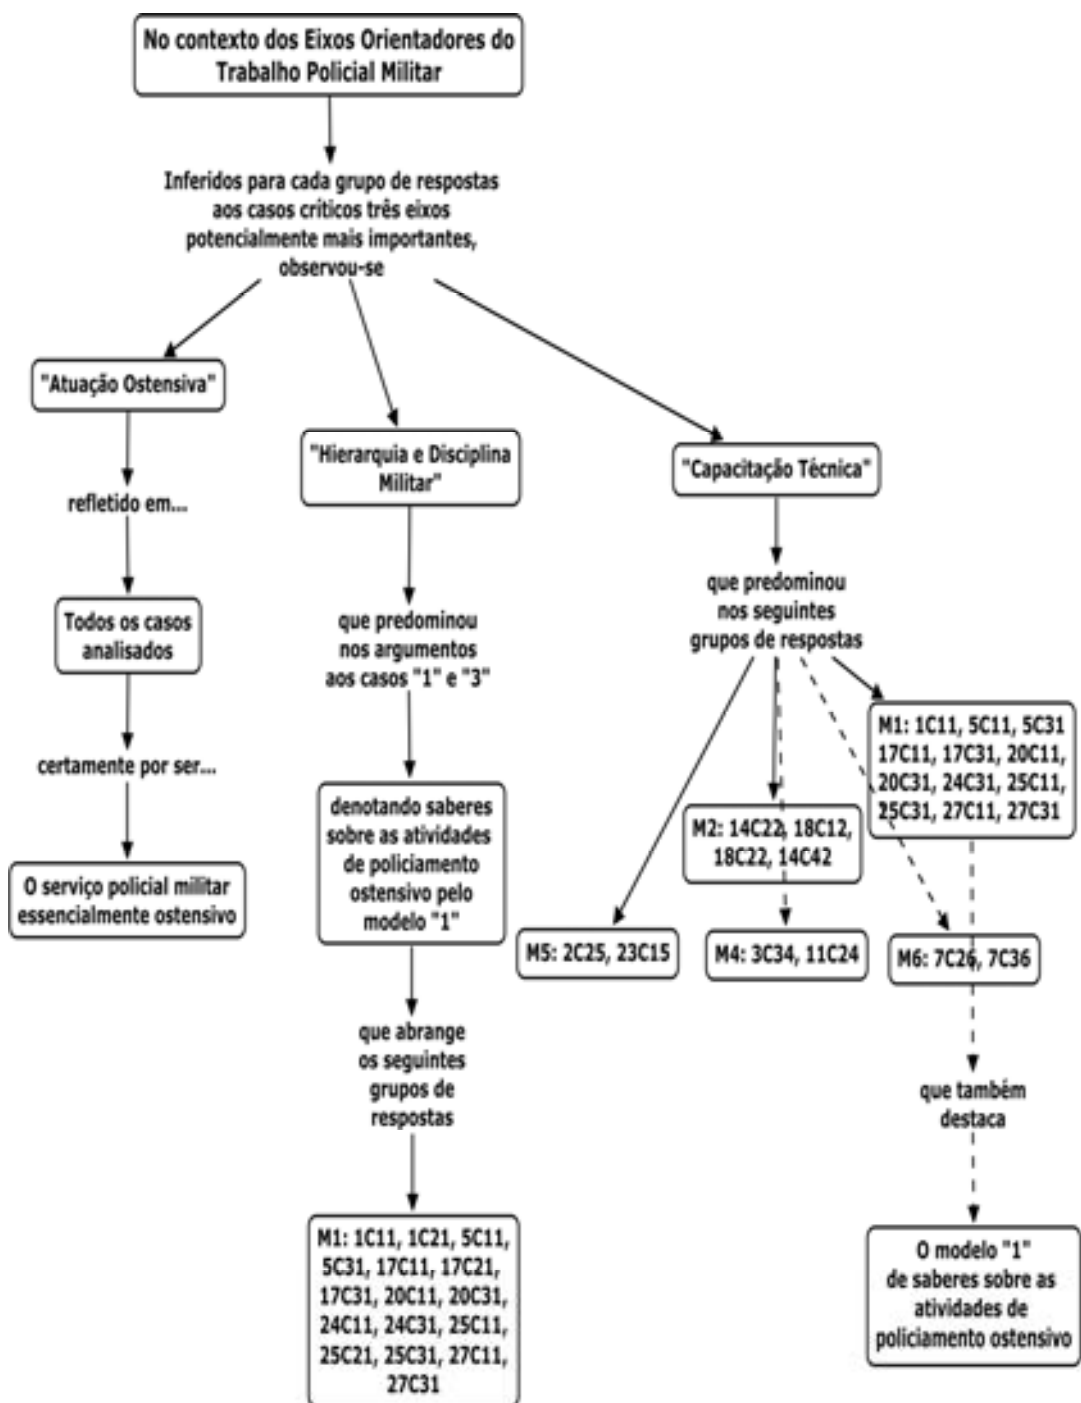 No contexto dos Eixos Orientadores do
Trabalho Policial Militar
Inferidos para cada grupo de respostas
aos casos críticos três eixos
potencialmente mais importantes,
observou-se
"Atuação Ostensiva"
refletido em...
Todos os casos
analisados
certamente por ser...
O serviço policial militar
essencialmente ostensivo
"Hierarquia e Disciplina
Militar"
que predominou
nos argumentos
aos casos "1" e "3"
denotando saberes
sobre as atividades
de policiamento
ostensivo pelo
modelo "1"
que abrange
os seguintes
grupos de
respostas
M1: 1C11, 1C21, 5C11,
5C31, 17C11, 17C21,
17C31, 20C11, 20C31,
24C11, 24C31, 25C11,
25C21, 25C31, 27C11,
27C31
"Capacitação Técnica"
que predominou
nos seguintes
grupos de respostas
M5: 2C25, 23C15
M2: 14C22, 18C12,
18C22, 14C42
M4: 3C34, 11C24
M1: 1C11, 5C11, 5C31
17C11, 17C31, 20C11,
20C31, 24C31, 25C11,
25C31, 27C11, 27C31
M6: 7C26, 7C36
que também
destaca
O modelo "1"
de saberes sobre as
atividades de
policiamento ostensivo